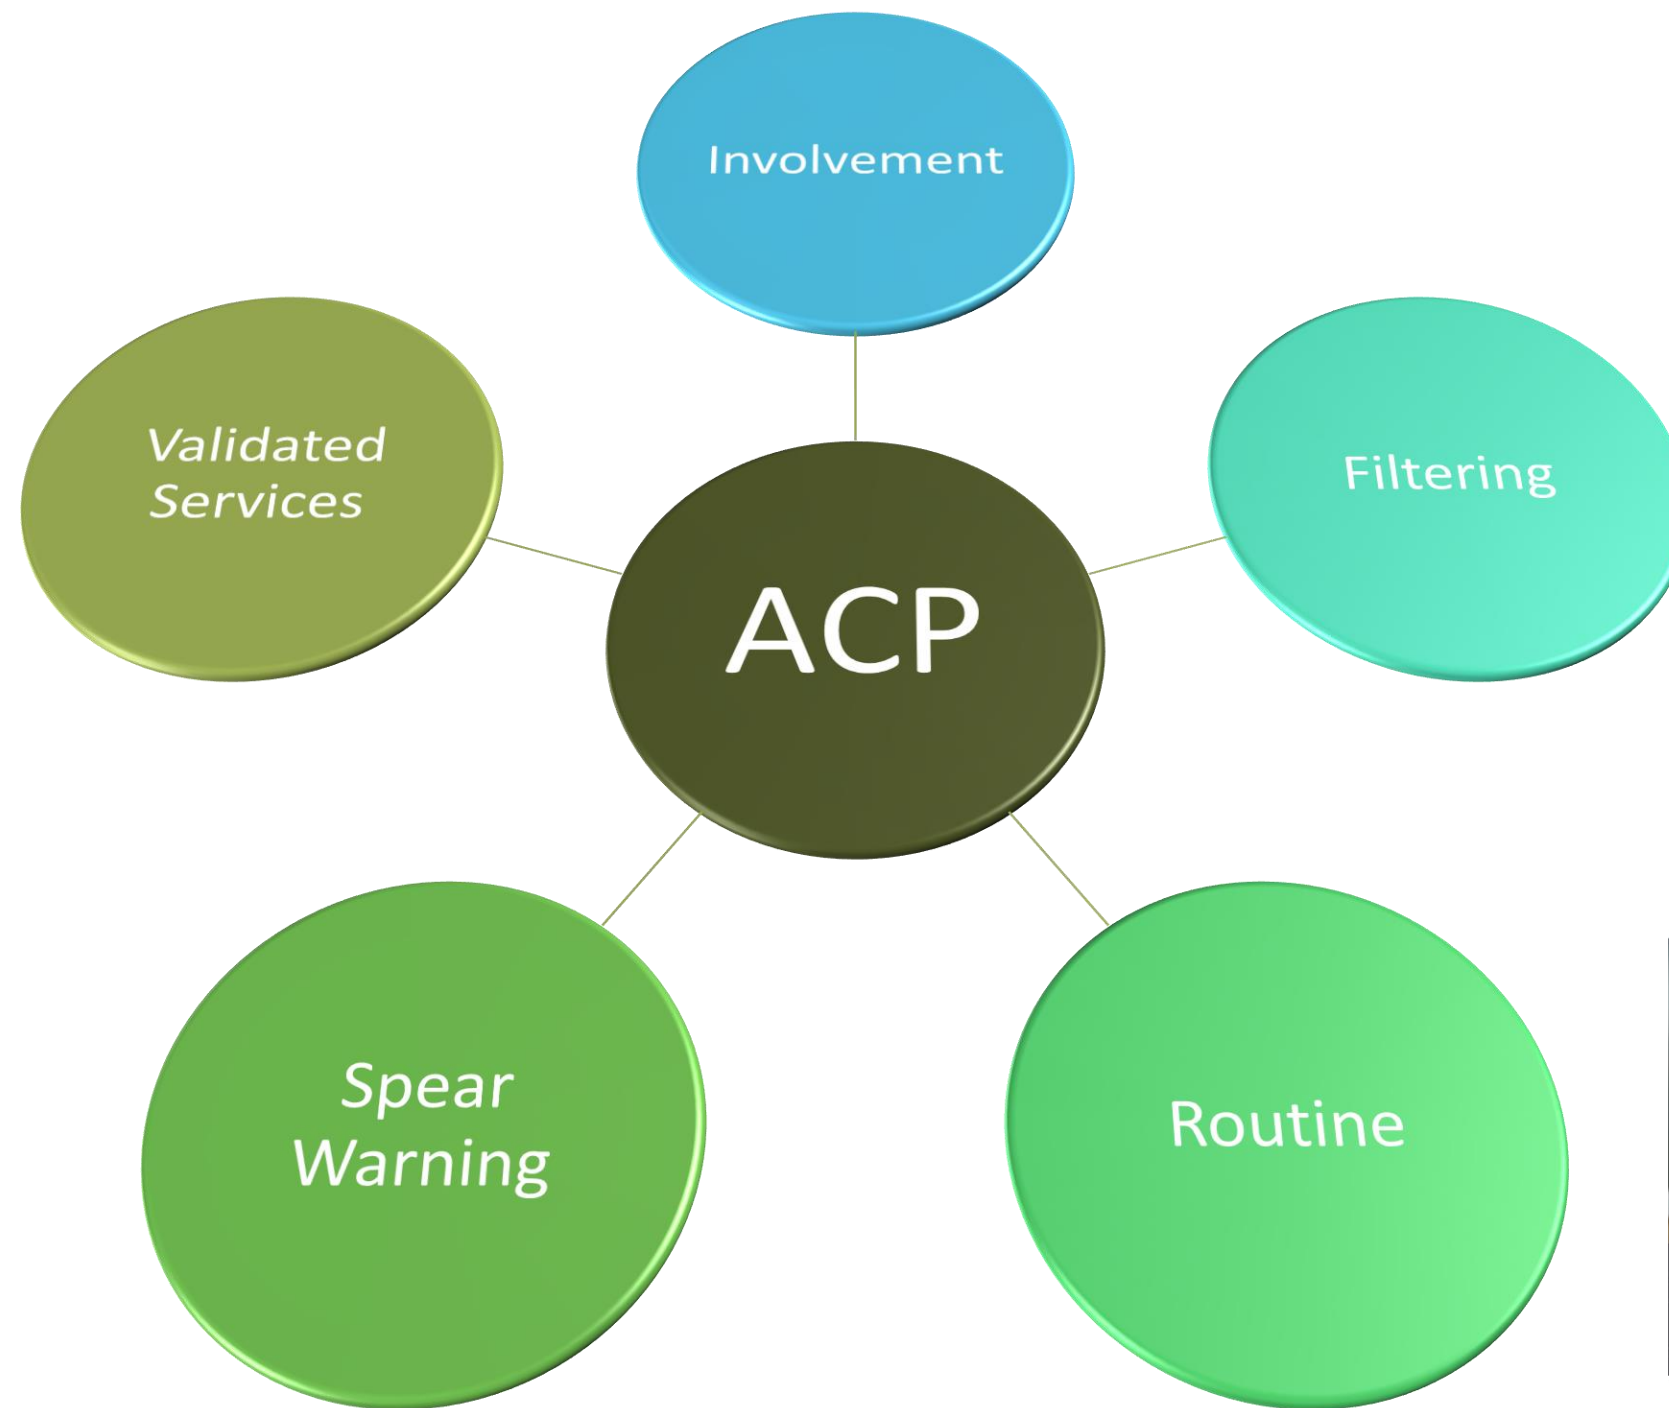 Involvement
Validated
Services
Filtering
ACP
Spear
Warning
Routine